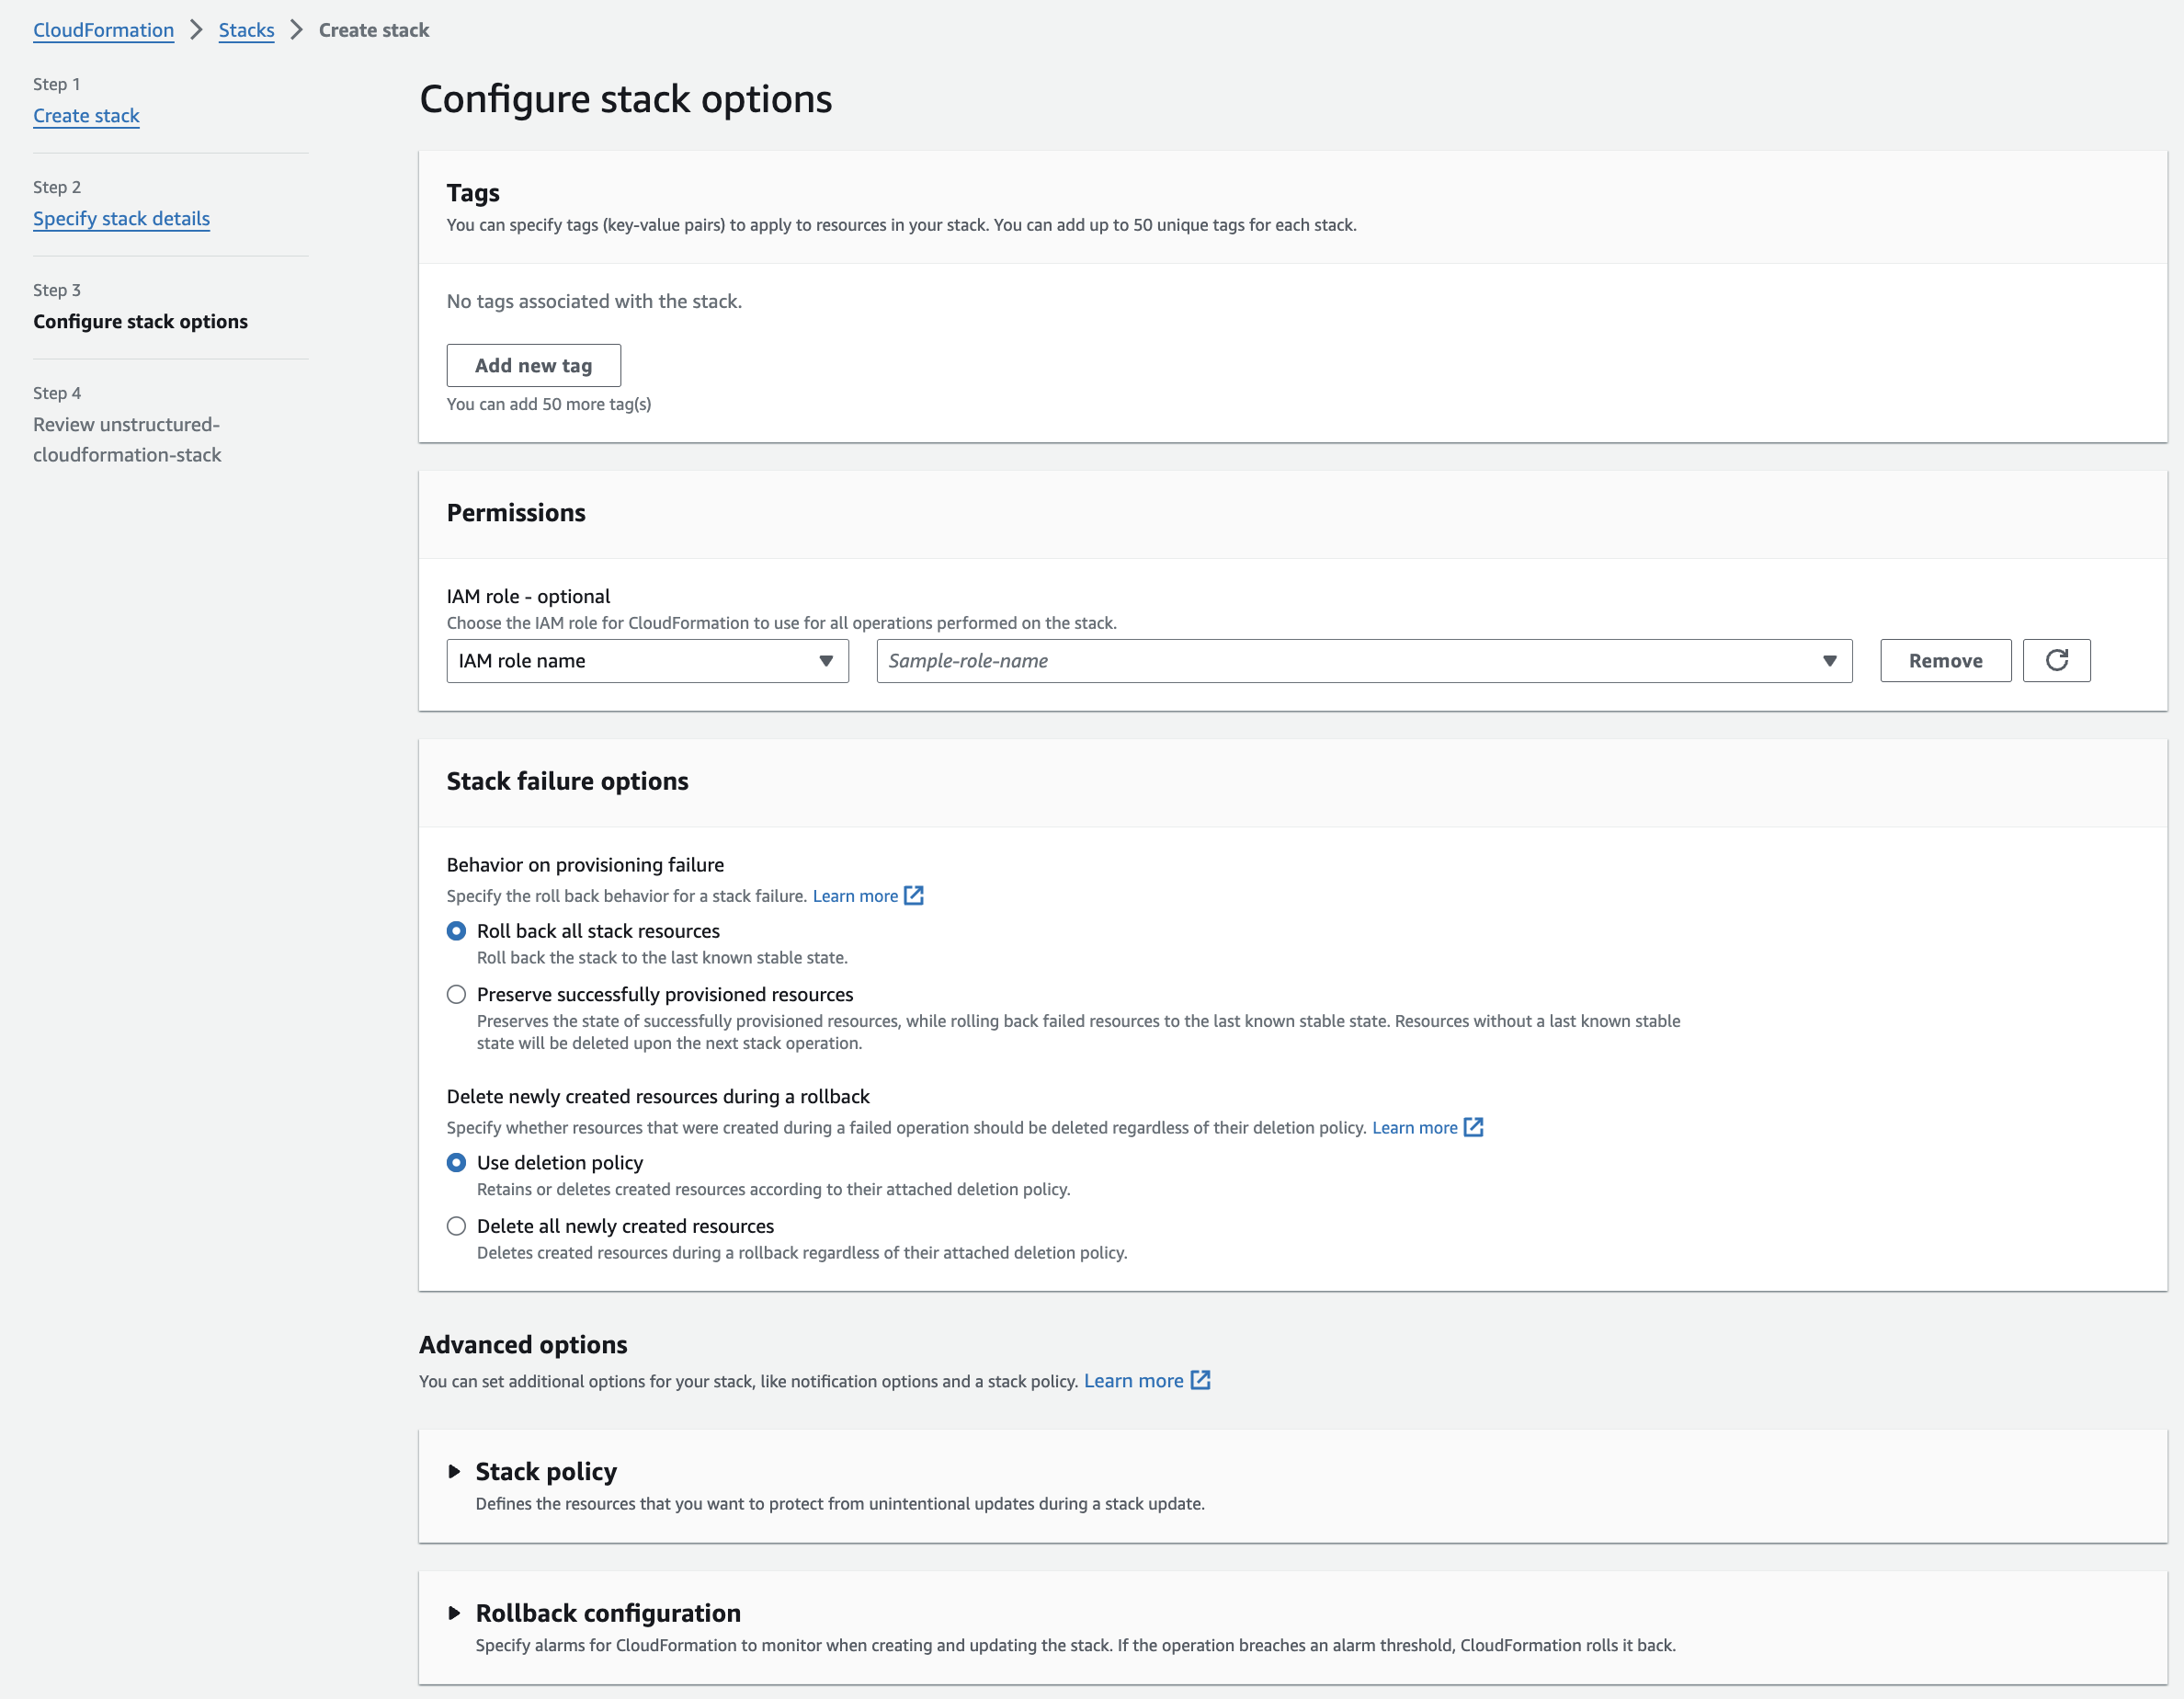 CloudFormation > Stacks > Create stack
Step 1
Create stack
Step 2
Specify stack details
Step 3
Configure stack options
Step 4
Review unstructured-
cloudformation-stack
Configure stack options
Tags
You can specify tags (key-value pairs) to apply to resources in your stack. You can add up to 50 unique tags for each stack.
No tags associated with the stack.
Add new tag
You can add 50 more tag(s)
Permissions
IAM role - optional
Choose the IAM role for CloudFormation to use for all operations performed on the stack.
IAM role name
Sample-role-name
Remove
Stack failure options
Behavior on provisioning failure
Specify the roll back behavior for a stack failure. Learn more
Roll back all stack resources
Roll back the stack to the last known stable state.
Preserve successfully provisioned resources
Preserves the state of successfully provisioned resources, while rolling back failed resources to the last known stable state. Resources without a last known stable
state will be deleted upon the next stack operation.
Delete newly created resources during a rollback
Specify whether resources that were created during a failed operation should be deleted regardless of their deletion policy. Learn more
Use deletion policy
Retains or deletes created resources according to their attached deletion policy.
Delete all newly created resources
Deletes created resources during a rollback regardless of their attached deletion policy.
Advanced options
You can set additional options for your stack, like notification options and a stack policy. Learn more
Stack policy
Defines the resources that you want to protect from unintentional updates during a stack update.
Rollback configuration
Specify alarms for CloudFormation to monitor when creating and updating the stack. If the operation breaches an alarm threshold, CloudFormation rolls it back.